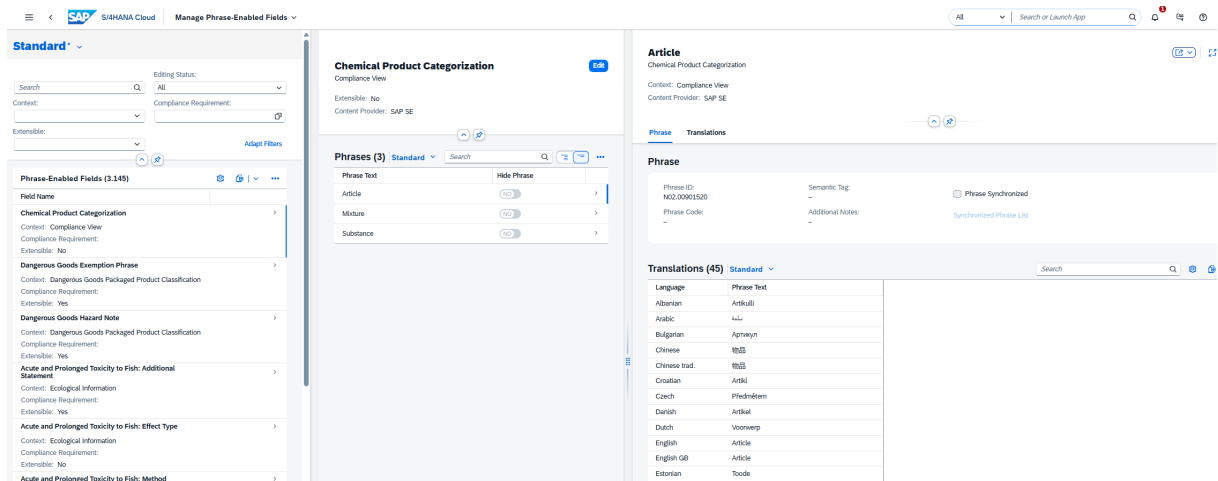 SAP S/4HANA Cloud Manage Phrase-Enabled Fields
All Search or Launch App 1
Standard*
Editing Status:
Search All
Context: Compliance Requirement:
Extensible:
Adapt Filters
Phrase-Enabled Fields (3.145)
Field Name
Chemical Product Categorization
Context: Compliance View
Compliance Requirement:
Extensible: No
Dangerous Goods Exemption Phrase
Context: Dangerous Goods Packaged Product Classification
Compliance Requirement:
Extensible: Yes
Dangerous Goods Hazard Note
Context: Dangerous Goods Packaged Product Classification
Compliance Requirement:
Extensible: Yes
Acute and Prolonged Toxicity to Fish: Additional
Statement
Context: Ecological Information
Compliance Requirement:
Extensible: Yes
Acute and Prolonged Toxicity to Fish: Effect Type
Context: Ecological Information
Compliance Requirement:
Extensible: No
Acute and Prolonged Toxicity to Fish: Method
Chemical Product Categorization
Edit
Compliance View
Extensible: No
Content Provider: SAP SE
Phrases (3) Standard Search
Phrase Text Hide Phrase
Article NO
Mixture NO
Substance NO
Article
Chemical Product Categorization
Context: Compliance View
Content Provider: SAP SE
Phrase Translations
Phrase
Phrase ID: Semantic Tag:
N02.00901520 –
Phrase Synchronized
Phrase Code: Additional Notes:
– –
Synchronized Phrase List
Translations (45) Standard Search
Language Phrase Text
Albanian Artikulli
Arabic سلعة
Bulgarian Артикул
Chinese 物品
Chinese trad. 物品
Croatian Artikl
Czech Předmětem
Danish Artikel
Dutch Voorwerp
English Article
English GB Article
Estonian Toode